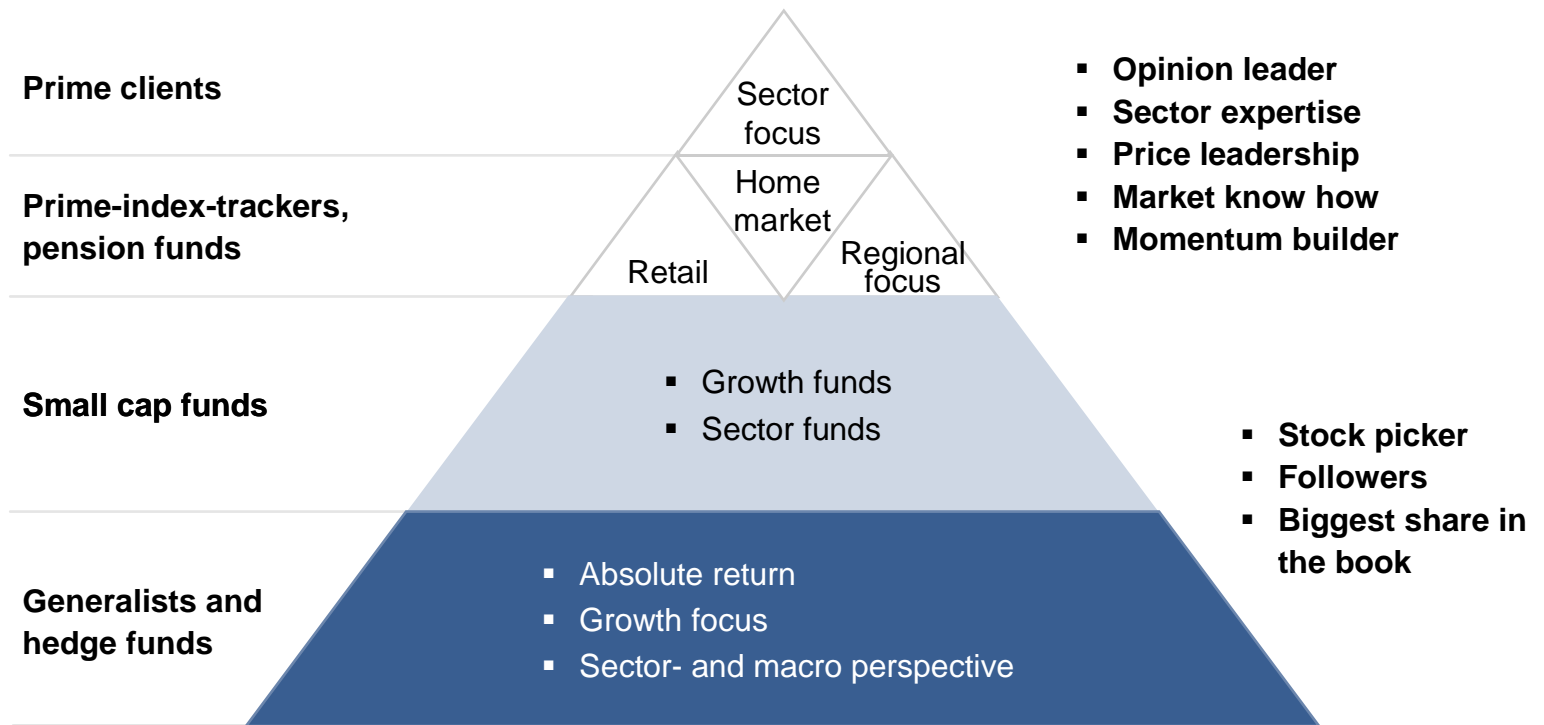 Prime clients
Sector
focus
▪ Opinion leader
▪ Sector expertise
▪ Price leadership
▪ Market know how
▪ Momentum builder
Prime-index-trackers,
pension funds
Home
market
Retail
Regional
focus
Small cap funds
▪ Growth funds
▪ Sector funds
▪ Stock picker
▪ Followers
▪ Biggest share in
the book
Generalists and
hedge funds
▪ Absolute return
▪ Growth focus
▪ Sector- and macro perspective